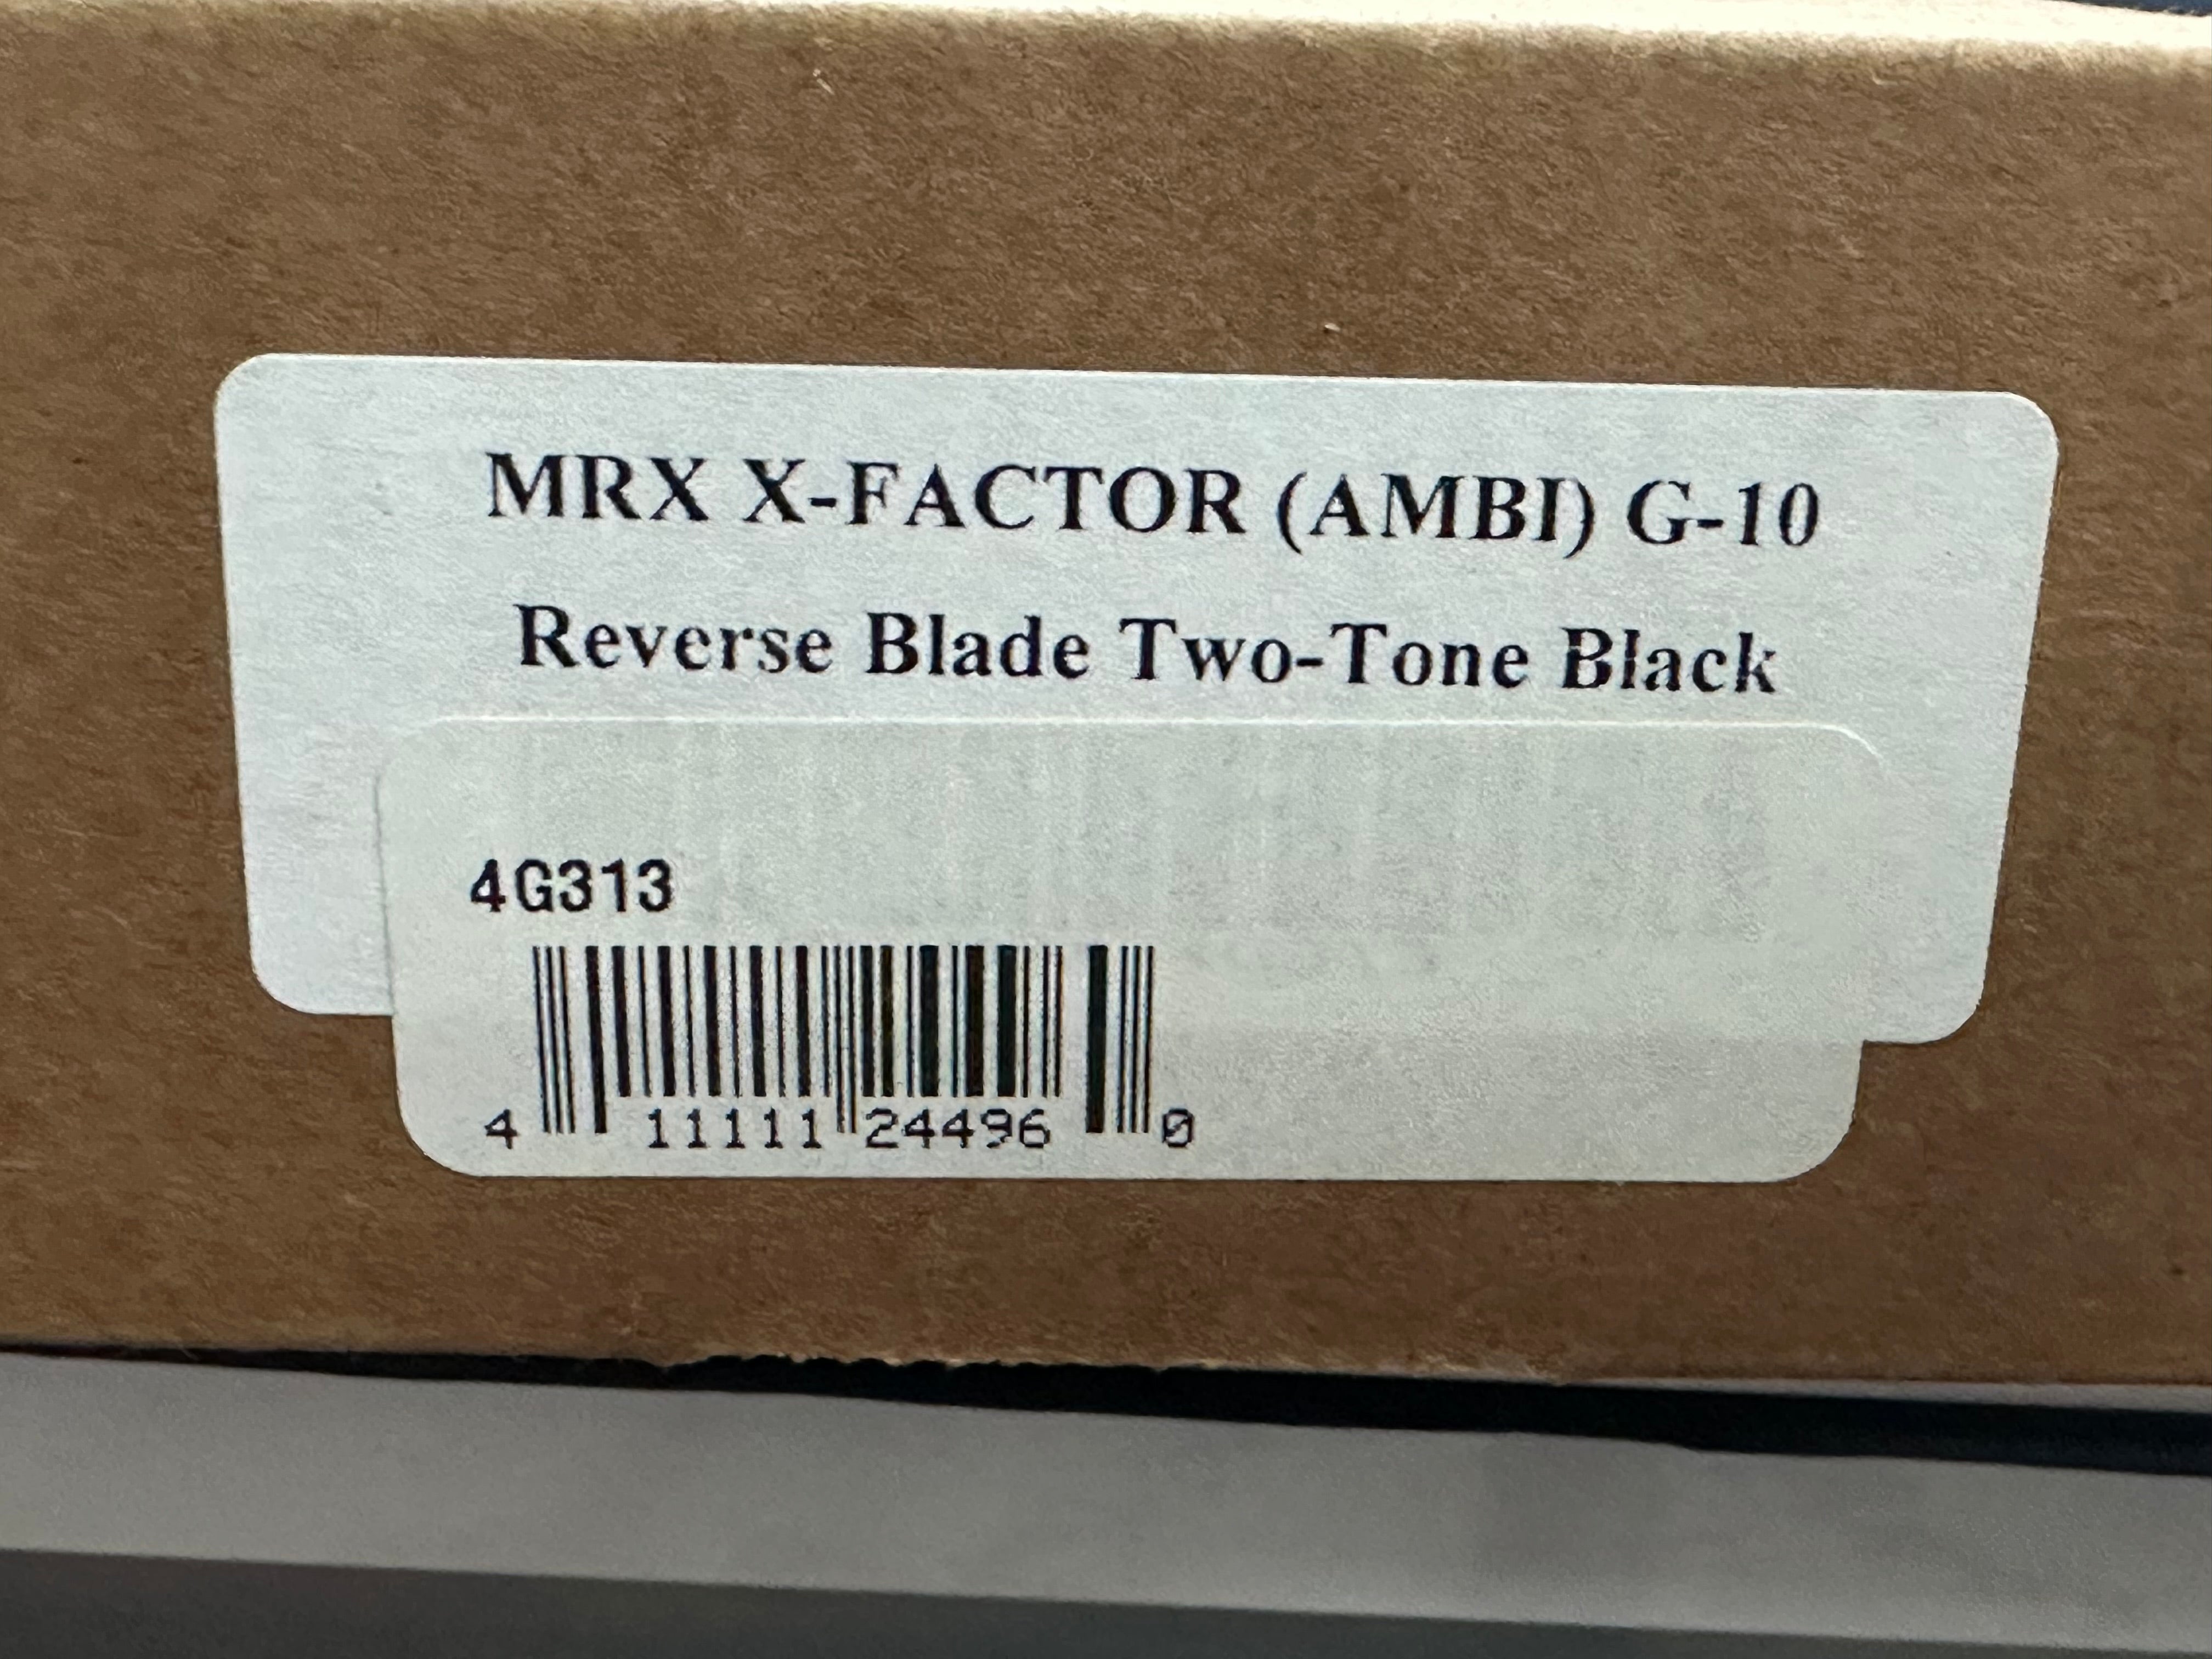 MRX X-FACTOR (AMBI) G-10
Reverse Blade Two-Tone Black
4G313
4 11111 24496 0